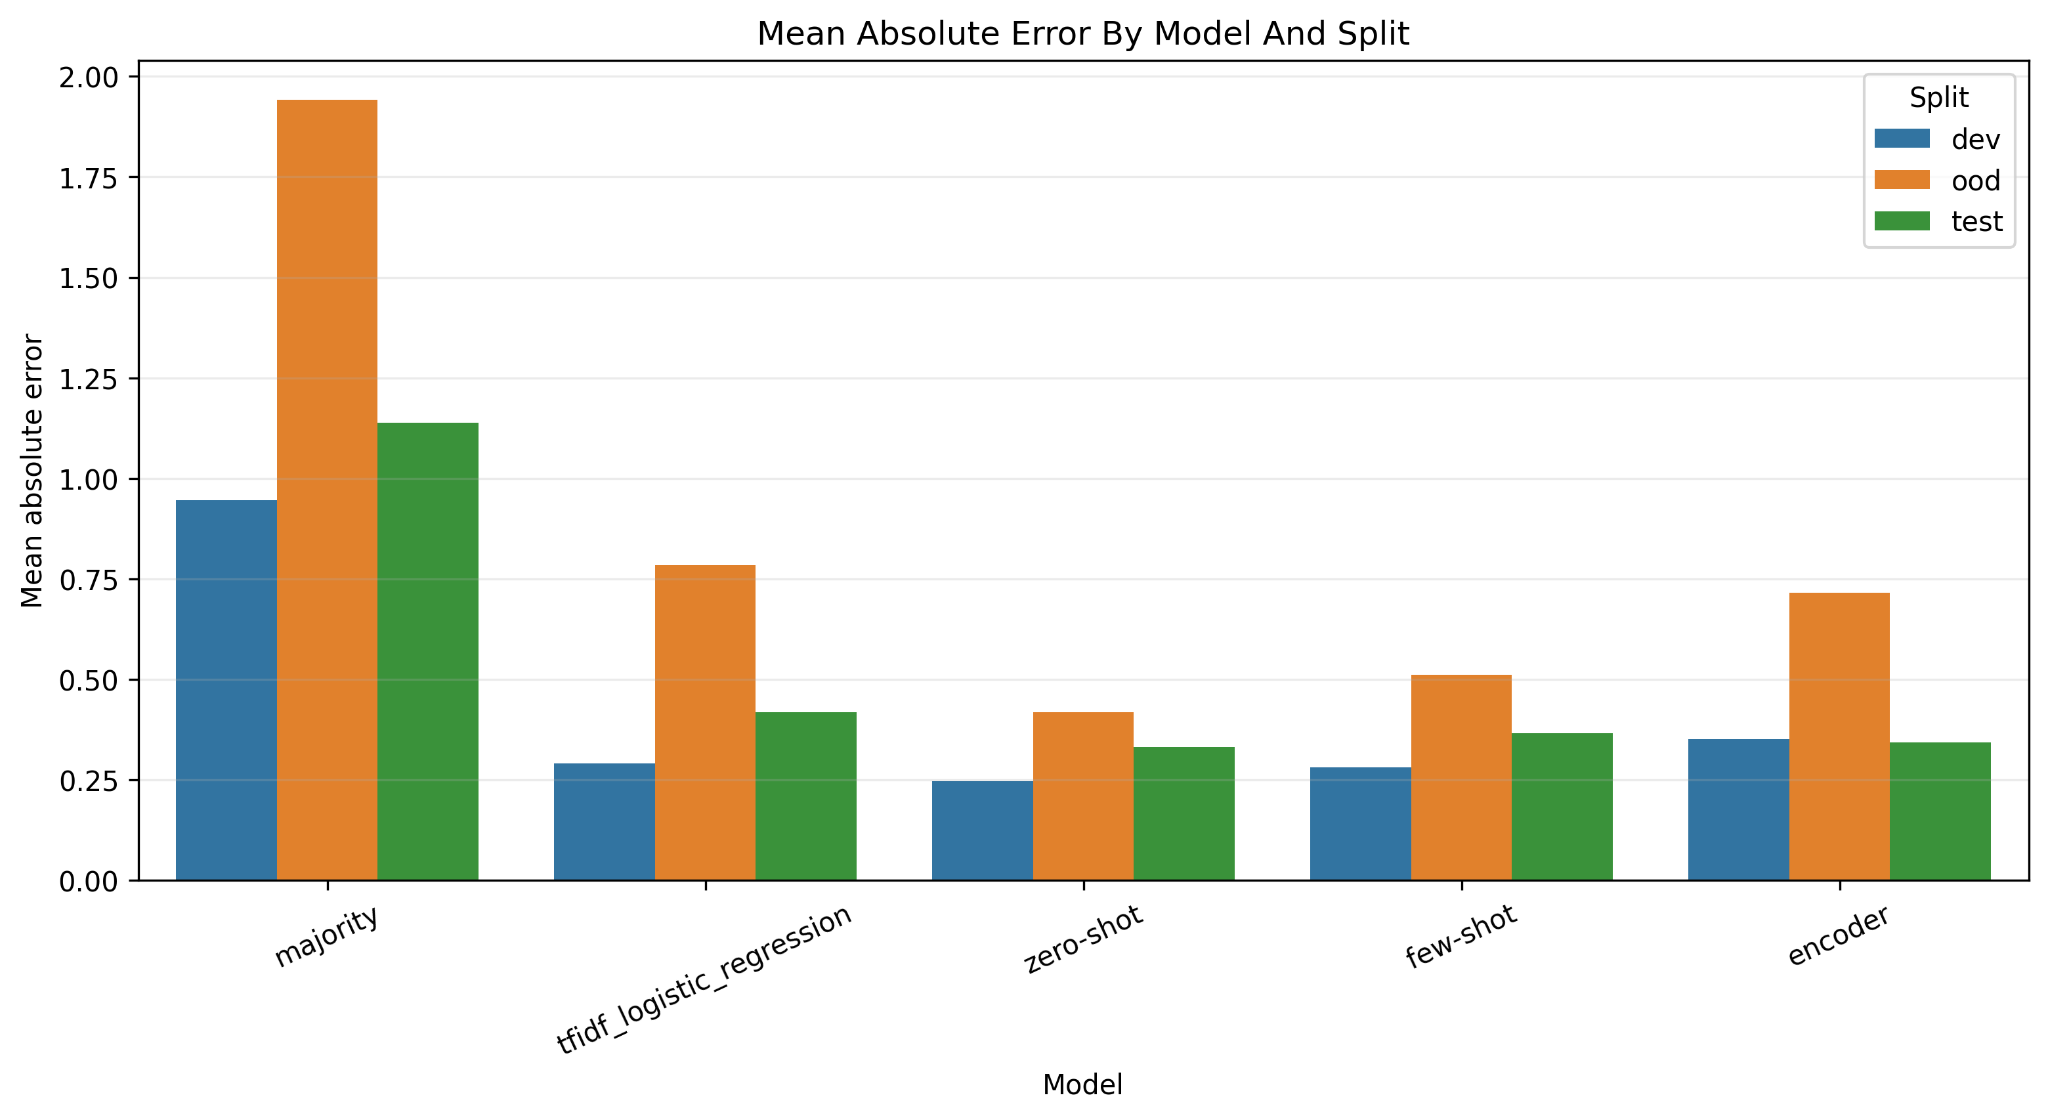 Mean Absolute Error By Model And Split
Mean absolute error
2.00
1.75
1.50
1.25
1.00
0.75
0.50
0.25
0.00
Split
dev
ood
test
majority
tfidf_logistic_regression
zero-shot
few-shot
encoder
Model